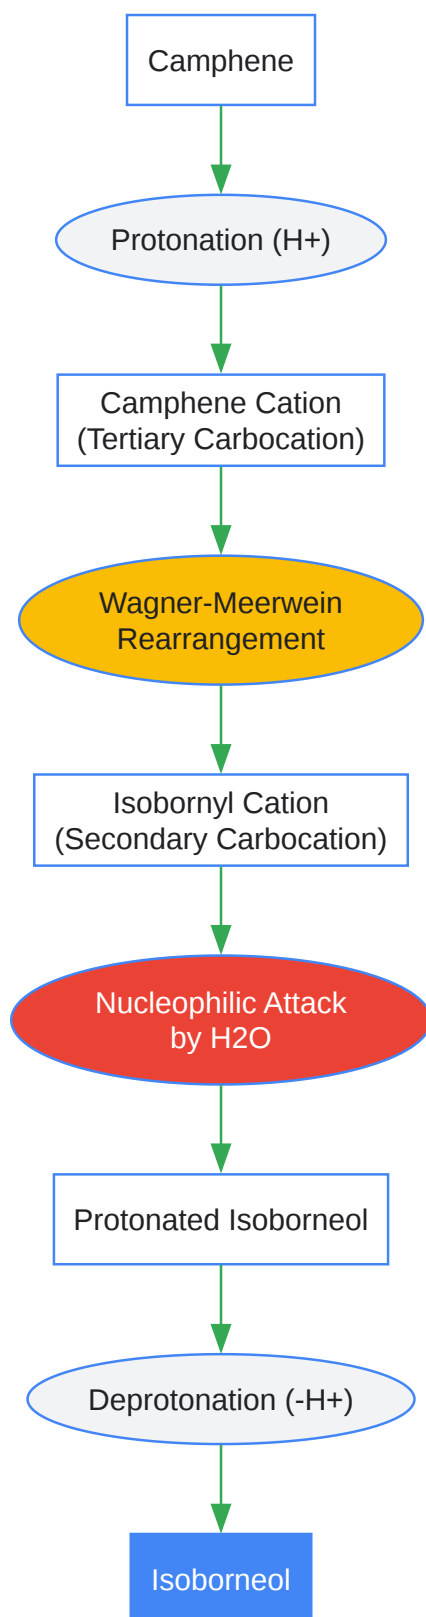 Camphene
Protonation (H+)
Camphene Cation
(Tertiary Carbocation)
Wagner-Meerwein
Rearrangement
Isobornyl Cation
(Secondary Carbocation)
Nucleophilic Attack
by H2O
Protonated Isoborneol
Deprotonation (-H+)
Isoborneol